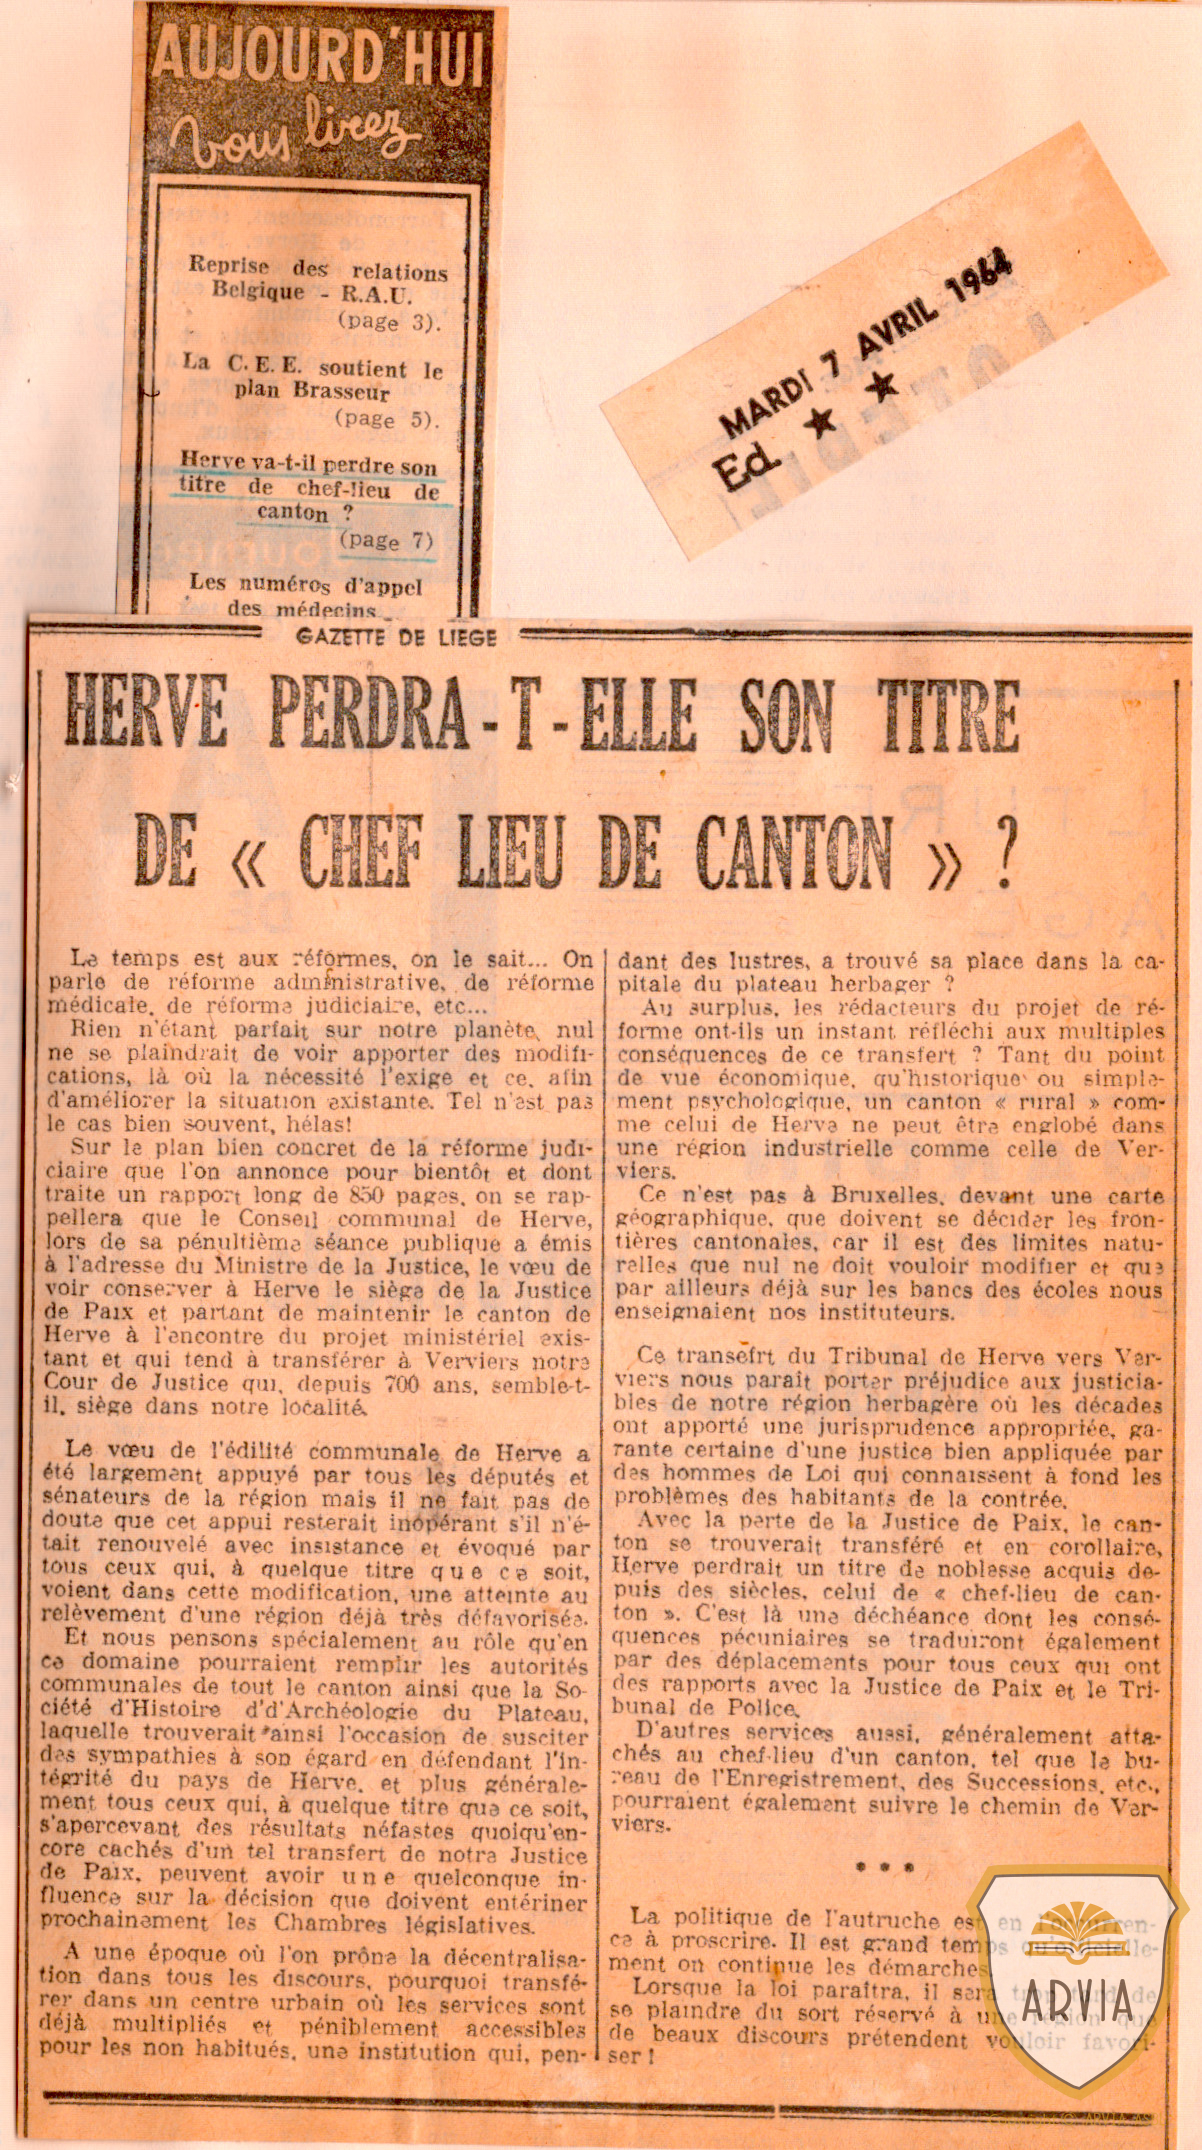 AUJOURD'HUI
vous lirez
Reprise des relations
Belgique - R.A.U.
(page 3).
La C.E.E. soutient le
plan Brasseur
(page 5).
Herve va-t-il perdre son
titre de chef-lieu de
canton ?
(page 7)
Les numéros d'appel
des médecins
MARDI 7 AVRIL 1964
Ed. ★ ★
GAZETTE DE LIEGE
HERVE PERDRA-T-ELLE SON TITRE
DE « CHEF LIEU DE CANTON » ?
Le temps est aux réformes, on le sait... On
parle de réforme administrative, de réforme
médicale, de réforme judiciaire, etc...
Rien n'étant parfait sur notre planète, nul
ne se plaindrait de voir apporter des modifi-
cations, là où la nécessité l'exige et ce, afin
d'améliorer la situation existante. Tel n'est pas
le cas bien souvent, hélas!
Sur le plan bien concret de la réforme judi-
ciaire que l'on annonce pour bientôt et dont
traite un rapport long de 850 pages, on se rap-
pellera que le Conseil communal de Herve,
lors de sa pénultième séance publique a émis
à l'adresse du Ministre de la Justice, le vœu de
voir conserver à Herve le siège de la Justice
de Paix et partant de maintenir le canton de
Herve à l'encontre du projet ministériel exis-
tant et qui tend à transférer à Verviers notre
Cour de Justice qui, depuis 700 ans, semble-t-
il, siège dans notre localité.
Le vœu de l'édilité communale de Herve a
été largement appuyé par tous les députés et
sénateurs de la région mais il ne fait pas de
doute que cet appui resterait inopérant s'il n'é-
tait renouvelé avec insistance et évoqué par
tous ceux qui, à quelque titre que ce soit,
voient dans cette modification, une atteinte au
relèvement d'une région déjà très défavorisée.
Et nous pensons spécialement au rôle qu'en
ce domaine pourraient remplir les autorités
communales de tout le canton ainsi que la So-
ciété d'Histoire d'd'Archéologie du Plateau,
laquelle trouverait ainsi l'occasion de susciter
des sympathies à son égard en défendant l'in-
tégrité du pays de Herve, et plus générale-
ment tous ceux qui, à quelque titre que ce soit,
s'apercevant des résultats néfastes quoiqu'en-
core cachés d'un tel transfert de notre Justice
de Paix, peuvent avoir une quelconque in-
fluence sur la décision que doivent entériner
prochainement les Chambres législatives.
A une époque où l'on prône la décentralisa-
tion dans tous les discours, pourquoi transfé-
rer dans un centre urbain où les services sont
déjà multipliés et péniblement accessibles
pour les non habitués, une institution qui, pen-
dant des lustres, a trouvé sa place dans la ca-
pitale du plateau herbager ?
Au surplus, les rédacteurs du projet de ré-
forme ont-ils un instant réfléchi aux multiples
conséquences de ce transfert ? Tant du point
de vue économique, qu'historique ou simple-
ment psychologique, un canton « rural » com-
me celui de Herve ne peut être englobé dans
une région industrielle comme celle de Ver-
viers.
Ce n'est pas à Bruxelles, devant une carte
géographique, que doivent se décider les fron-
tières cantonales, car il est des limites natu-
relles que nul ne doit vouloir modifier et que
par ailleurs déjà sur les bancs des écoles nous
enseignaient nos instituteurs.
Ce transefrt du Tribunal de Herve vers Ver-
viers nous parait porter préjudice aux justicia-
bles de notre région herbagère où les décades
ont apporté une jurisprudence appropriée, ga-
rante certaine d'une justice bien appliquée par
des hommes de Loi qui connaissent à fond les
problèmes des habitants de la contrée.
Avec la perte de la Justice de Paix, le can-
ton se trouverait transféré et en corollaire,
Herve perdrait un titre de noblesse acquis de-
puis des siècles, celui de « chef-lieu de can-
ton ». C'est là une déchéance dont les consé-
quences pécuniaires se traduiront également
par des déplacements pour tous ceux qui ont
des rapports avec la Justice de Paix et le Tri-
bunal de Police.
D'autres services aussi, généralement atta-
chés au chef-lieu d'un canton, tel que le bu-
reau de l'Enregistrement, des Successions, etc.,
pourraient également suivre le chemin de Ver-
viers.
* * *
La politique de l'autruche est en l'occurren-
ce à proscrire. Il est grand temps qu'officielle-
ment on continue les démarches
Lorsque la loi paraîtra, il sera trop tard de
se plaindre du sort réservé à une région que
de beaux discours prétendent vouloir favori-
ser !
ARVIA